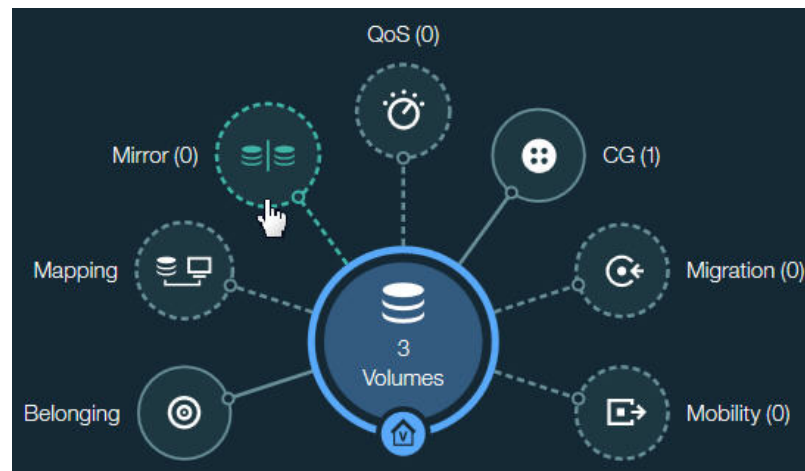 QoS (0)
Mirror (0)
CG (1)
Mapping
Migration (0)
3
Volumes
Belonging
Mobility (0)
V